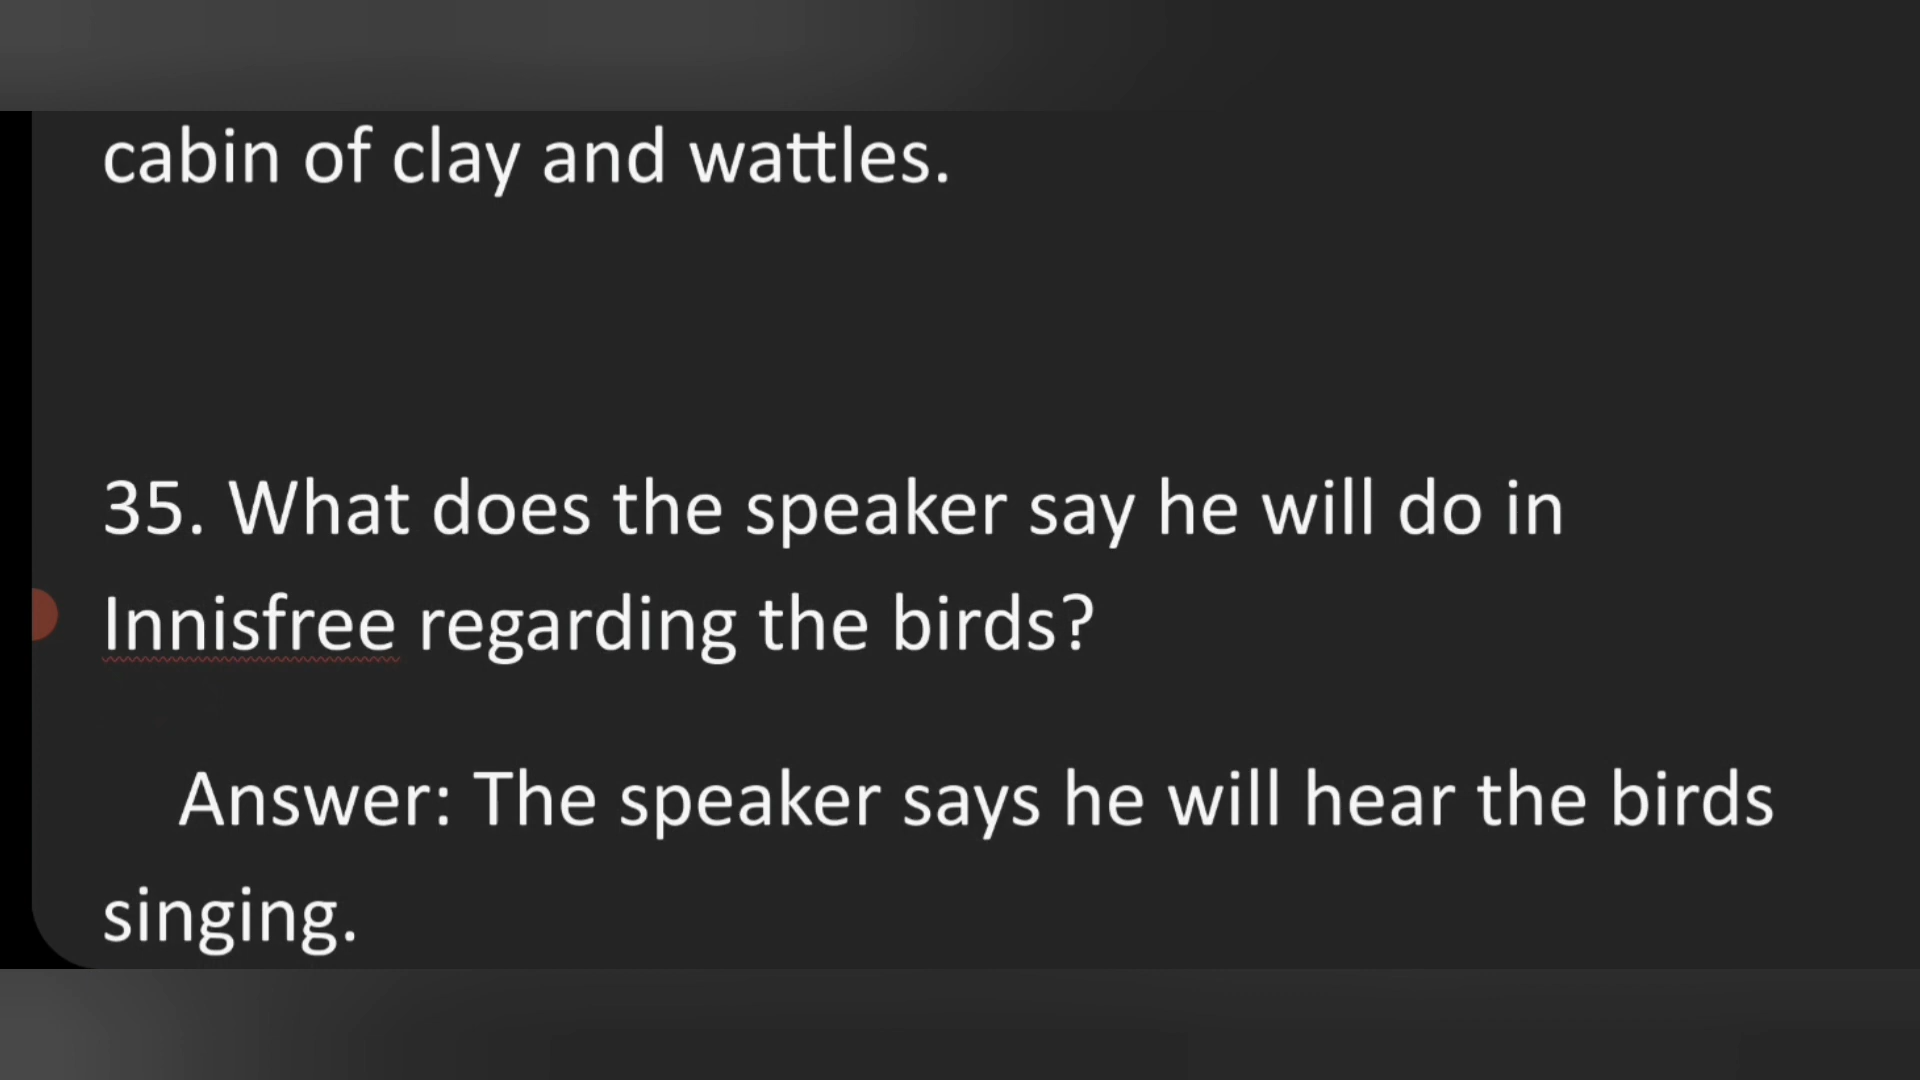 cabin of clay and wattles.
35. What does the speaker say he will do in
Innisfree regarding the birds?
Answer: The speaker says he will hear the birds
singing.